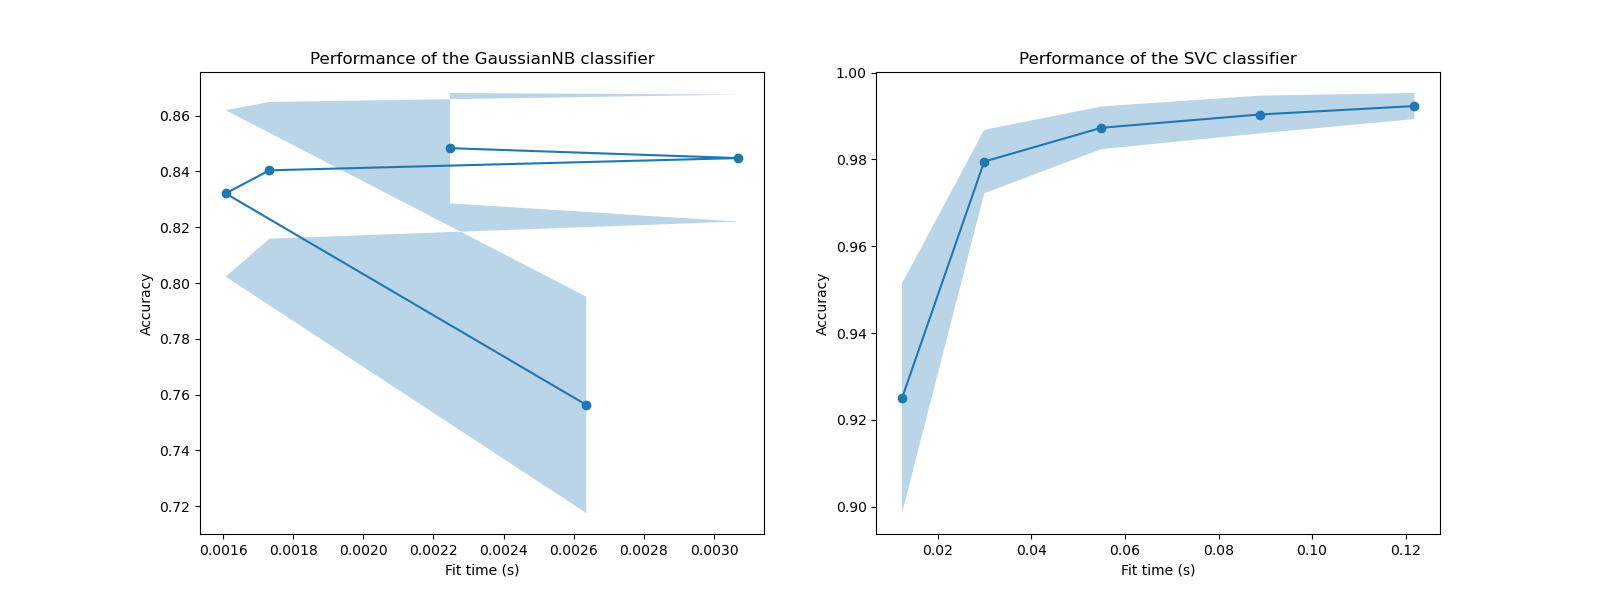 Performance of the GaussianNB classifier
Accuracy
0.86
0.84
0.82
0.80
0.78
0.76
0.74
0.72
0.0016 0.0018 0.0020 0.0022 0.0024 0.0026 0.0028 0.0030
Fit time (s)
Performance of the SVC classifier
Accuracy
1.00
0.98
0.96
0.94
0.92
0.90
0.02 0.04 0.06 0.08 0.10 0.12
Fit time (s)